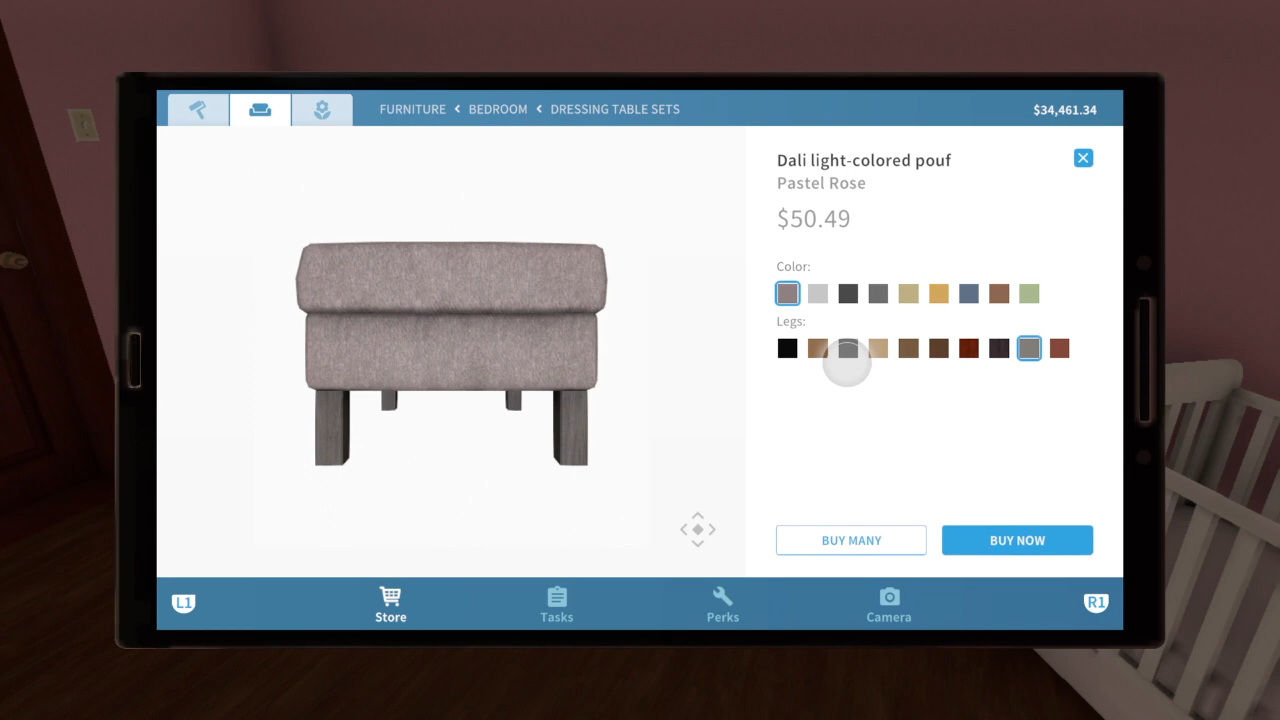 FURNITURE < BEDROOM < DRESSING TABLE SETS
$34,461.34
Dali light-colored pouf
Pastel Rose
$50.49
Color:
Legs:
BUY MANY
BUY NOW
L1
Store
Tasks
Perks
Camera
R1